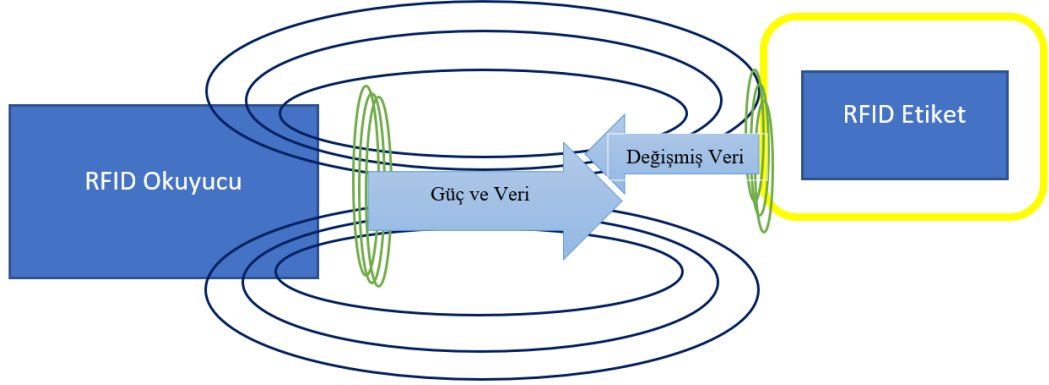 RFID Okuyucu
Güç ve Veri
Değişmiş Veri
RFID Etiket